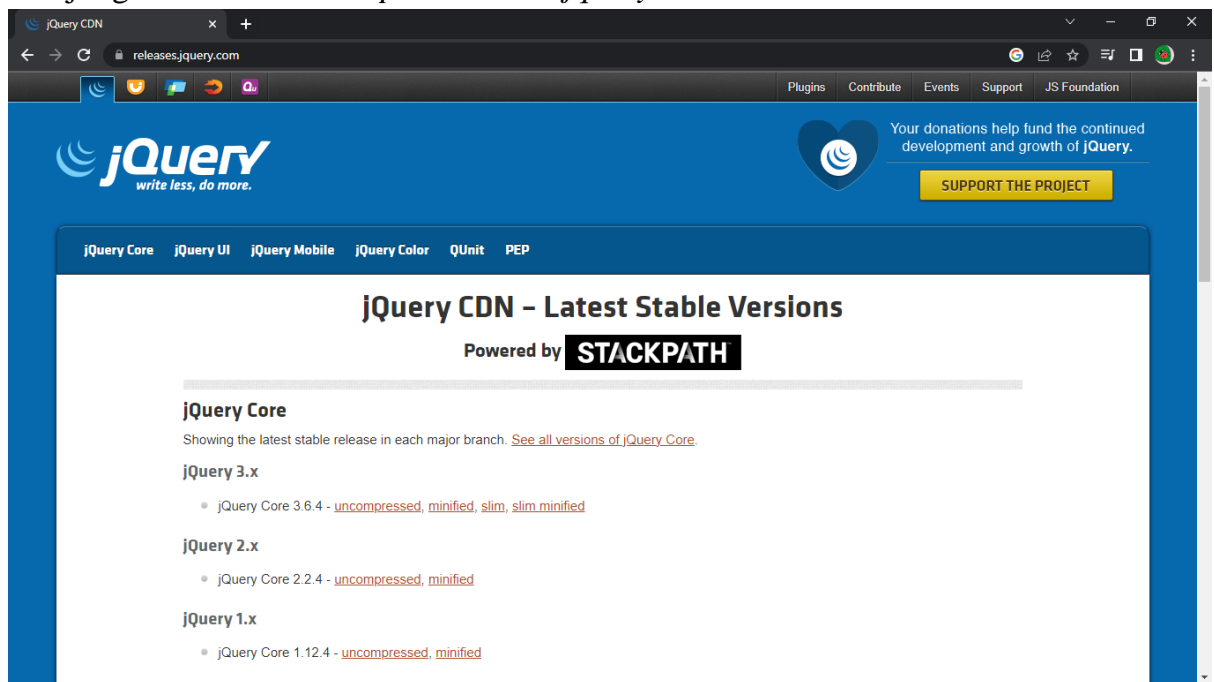 jQuery CDN
releases.jquery.com
Plugins Contribute Events Support JS Foundation
jQuery
write less, do more.
Your donations help fund the continued
development and growth of jQuery.
SUPPORT THE PROJECT
jQuery Core jQuery UI jQuery Mobile jQuery Color QUnit PEP
jQuery CDN – Latest Stable Versions
Powered by STACKPATH
jQuery Core
Showing the latest stable release in each major branch. See all versions of jQuery Core.
jQuery 3.x
jQuery Core 3.6.4 - uncompressed, minified, slim, slim minified
jQuery 2.x
jQuery Core 2.2.4 - uncompressed, minified
jQuery 1.x
jQuery Core 1.12.4 - uncompressed, minified